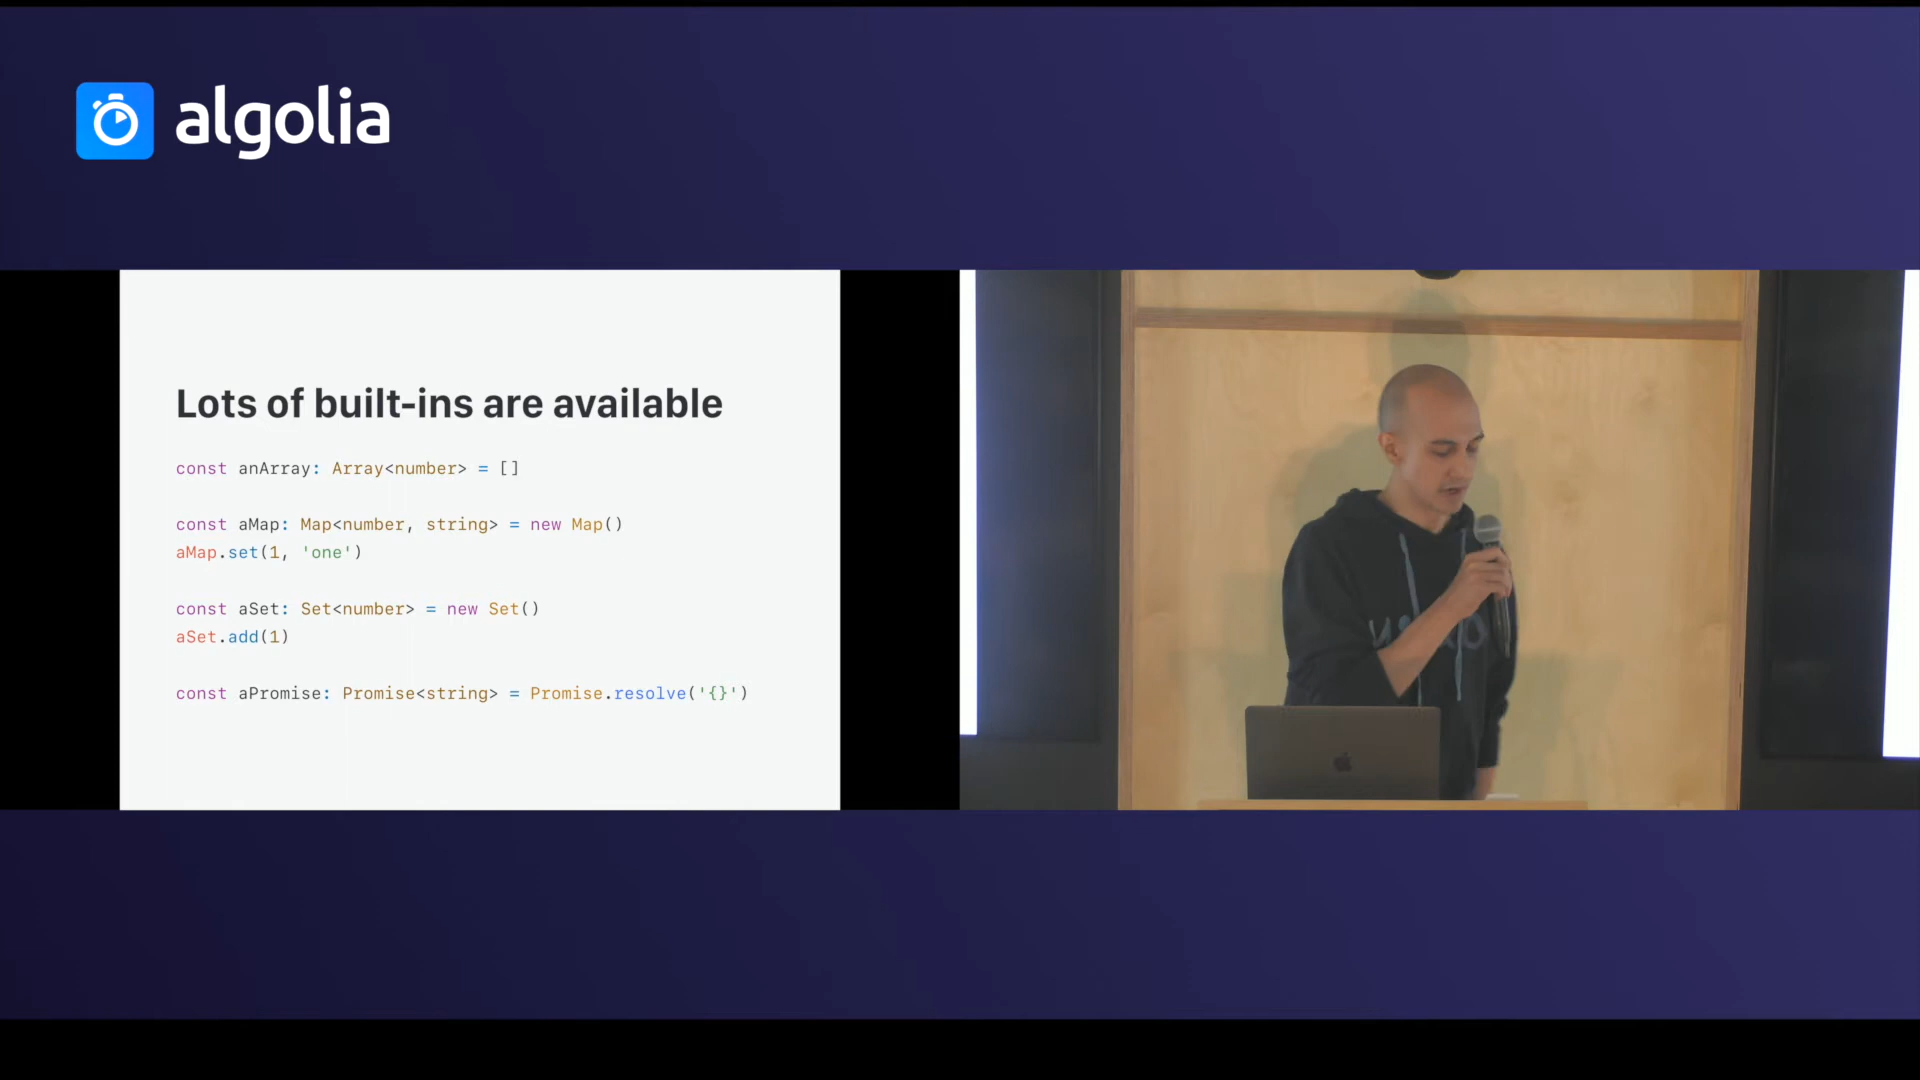 algolia
Lots of built-ins are available
const anArray: Array<number> = []
const aMap: Map<number, string> = new Map()
aMap.set(1, 'one')
const aSet: Set<number> = new Set()
aSet.add(1)
const aPromise: Promise<string> = Promise.resolve('{}')